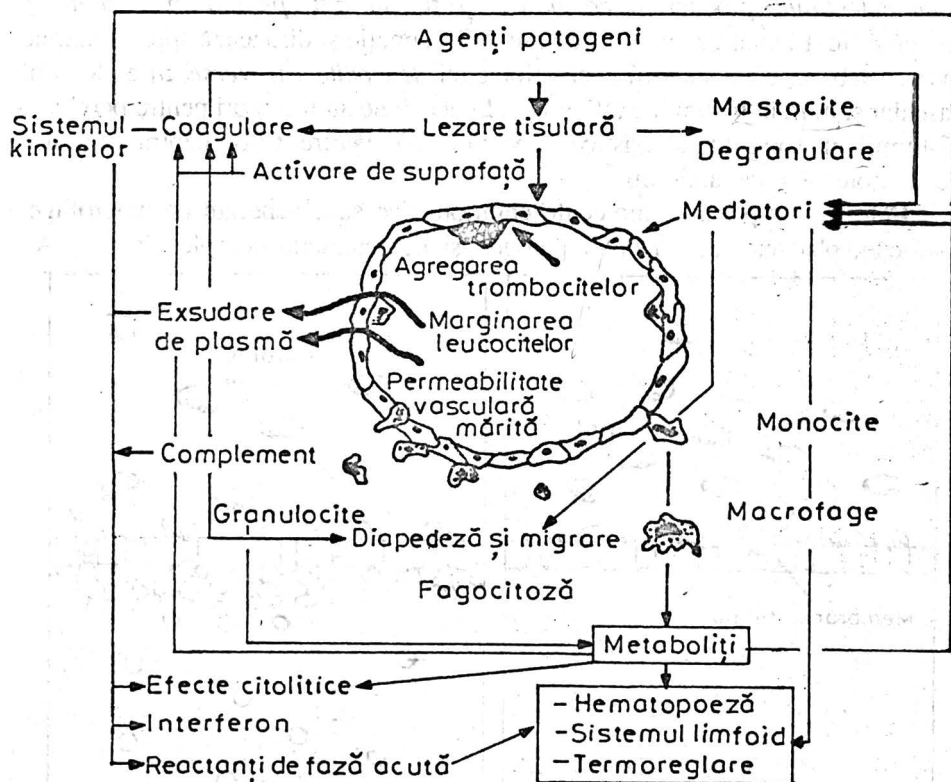 Agenți patogeni
Mastocite
Sistemul
kininelor
Coagulare
Lezare tisulară
Degranulare
Activare de suprafață
Mediatori
Agregarea
trombocitelor
Exsudare
de plasmă
Marginarea
leucocitelor
Permeabilitate
vasculară
mărită
Monocite
Complement
Granulocite
Macrofage
Diapedeză și migrare
Fagocitoză
Metaboliți
Efecte citolitice
- Hematopoeză
Interferon
- Sistemul limfoid
Reactanți de fază acută
- Termoreglare